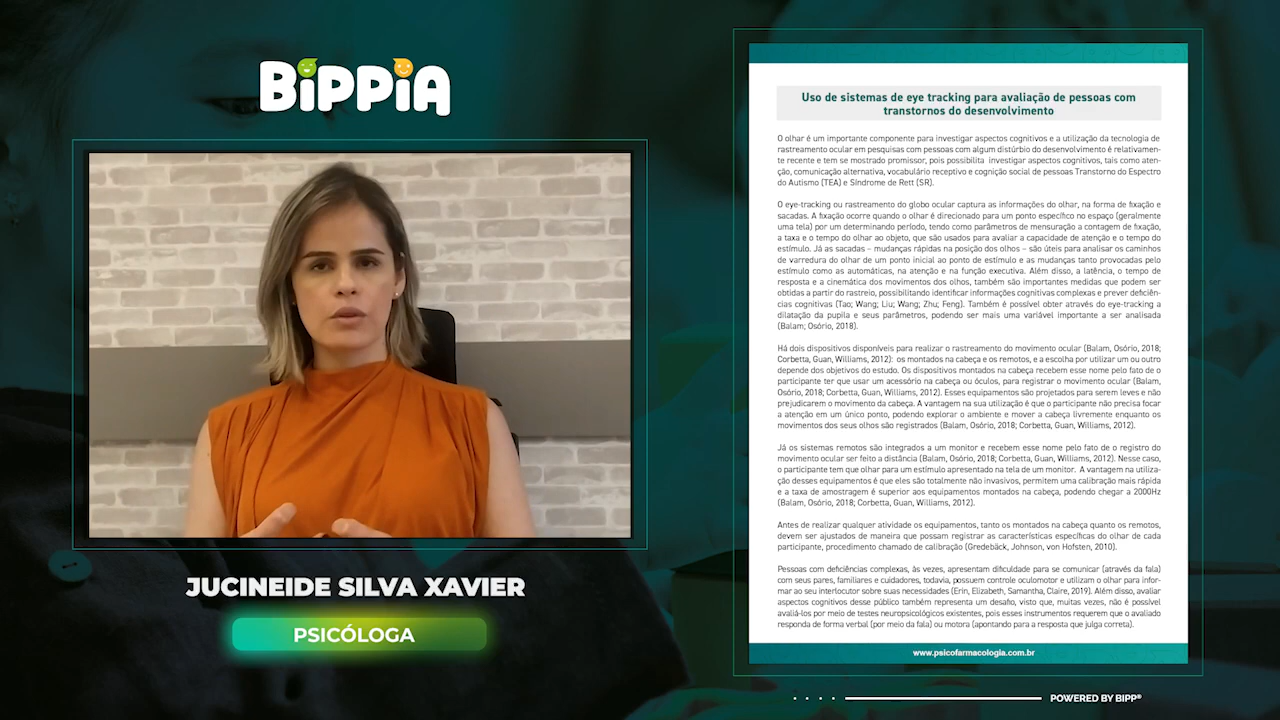 BiPPiA
JUCINEIDE SILVA XAVIER
PSICÓLOGA
Uso de sistemas de eye tracking para avaliação de pessoas com
transtornos do desenvolvimento
O olhar é um importante componente para investigar aspectos cognitivos e a utilização da tecnologia de
rastreamento ocular em pesquisas com pessoas com algum distúrbio do desenvolvimento é relativamen-
te recente e tem se mostrado promissor, pois possibilita investigar aspectos cognitivos, tais como aten-
ção, comunicação alternativa, vocabulário receptivo e cognição social de pessoas Transtorno do Espectro
do Autismo (TEA) e Síndrome de Rett (SR).
O eye-tracking ou rastreamento do globo ocular captura as informações do olhar, na forma de fixação e
sacadas. A fixação ocorre quando o olhar é direcionado para um ponto específico no espaço (geralmente
uma tela) por um determinando período, tendo como parâmetros de mensuração a contagem de fixação,
a taxa e o tempo do olhar ao objeto, que são usados para avaliar a capacidade de atenção e o tempo do
estímulo. Já as sacadas – mudanças rápidas na posição dos olhos – são úteis para analisar os caminhos
de varredura do olhar de um ponto inicial ao ponto de estímulo e as mudanças tanto provocadas pelo
estímulo como as automáticas, na atenção e na função executiva. Além disso, a latência, o tempo de
resposta e a cinemática dos movimentos dos olhos, também são importantes medidas que podem ser
obtidas a partir do rastreio, possibilitando identificar informações cognitivas complexas e prever deficiên-
cias cognitivas (Tao; Wang; Liu; Wang; Zhu; Feng). Também é possível obter através do eye-tracking a
dilatação da pupila e seus parâmetros, podendo ser mais uma variável importante a ser analisada
(Balam; Osório, 2018).
Há dois dispositivos disponíveis para realizar o rastreamento do movimento ocular (Balam, Osório, 2018;
Corbetta, Guan, Williams, 2012): os montados na cabeça e os remotos, e a escolha por utilizar um ou outro
depende dos objetivos do estudo. Os dispositivos montados na cabeça recebem esse nome pelo fato de o
participante ter que usar um acessório na cabeça ou óculos, para registrar o movimento ocular (Balam,
Osório, 2018; Corbetta, Guan, Williams, 2012). Esses equipamentos são projetados para serem leves e não
prejudicarem o movimento da cabeça. A vantagem na sua utilização é que o participante não precisa focar
a atenção em um único ponto, podendo explorar o ambiente e mover a cabeça livremente enquanto os
movimentos dos seus olhos são registrados (Balam, Osório, 2018; Corbetta, Guan, Williams, 2012).
Já os sistemas remotos são integrados a um monitor e recebem esse nome pelo fato de o registro do
movimento ocular ser feito a distância (Balam, Osório, 2018; Corbetta, Guan, Williams, 2012). Nesse caso,
o participante tem que olhar para um estímulo apresentado na tela de um monitor. A vantagem na utiliza-
ção desses equipamentos é que eles são totalmente não invasivos, permitem uma calibração mais rápida
e a taxa de amostragem é superior aos equipamentos montados na cabeça, podendo chegar a 2000Hz
(Balam, Osório, 2018; Corbetta, Guan, Williams, 2012).
Antes de realizar qualquer atividade os equipamentos, tanto os montados na cabeça quanto os remotos,
devem ser ajustados de maneira que possam registrar as características específicas do olhar de cada
participante, procedimento chamado de calibração (Gredebäck, Johnson, von Hofsten, 2010).
Pessoas com deficiências complexas, às vezes, apresentam dificuldade para se comunicar (através da fala)
com seus pares, familiares e cuidadores, todavia, possuem controle oculomotor e utilizam o olhar para infor-
mar ao seu interlocutor sobre suas necessidades (Erin, Elizabeth, Samantha, Claire, 2019). Além disso, avaliar
aspectos cognitivos desse público também representa um desafio, visto que, muitas vezes, não é possível
avaliá-los por meio de testes neuropsicológicos existentes, pois esses instrumentos requerem que o avaliado
responda de forma verbal (por meio da fala) ou motora (apontando para a resposta que julga correta).
www.psicofarmacologia.com.br
POWERED BY BIPP®